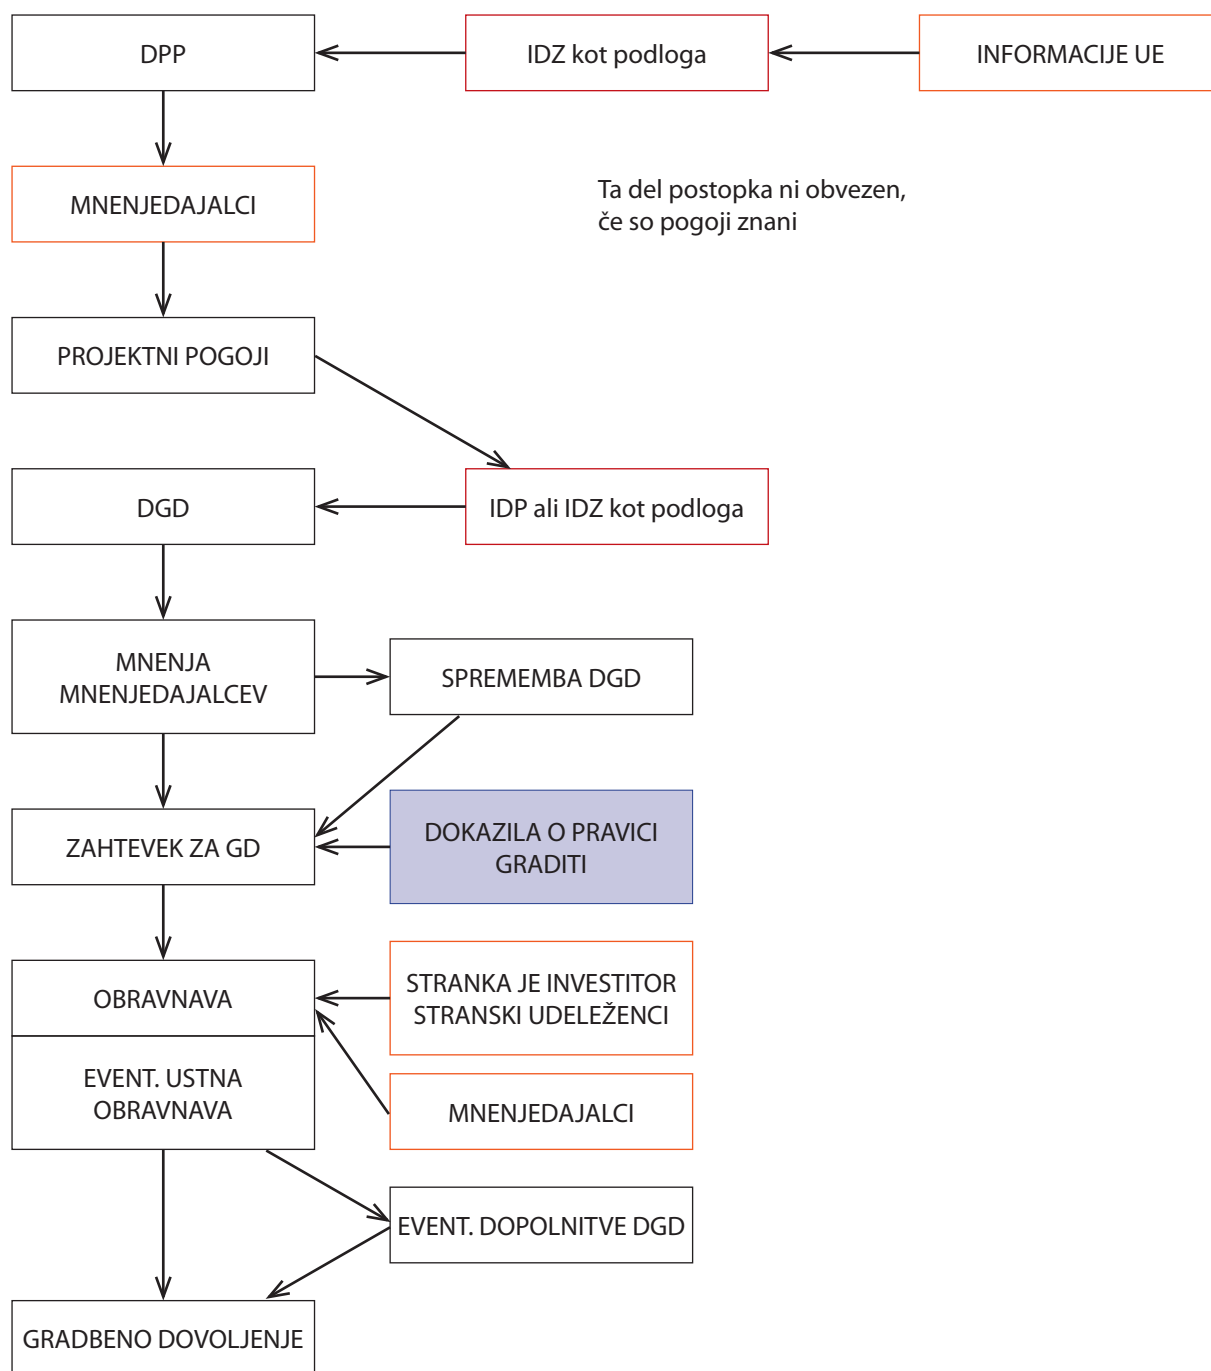 DPP
IDZ kot podloga
INFORMACIJE UE
MNENJEDAJALCI
Ta del postopka ni obvezen,
če so pogoji znani
PROJEKTNI POGOJI
DGD
IDP ali IDZ kot podloga
MNENJA
MNENJEDAJALCEV
SPREMEMBA DGD
ZAHTEVEK ZA GD
DOKAZILA O PRAVICI
GRADITI
OBRAVNAVA
STRANKA JE INVESTITOR
STRANSKI UDELEŽENCI
EVENT. USTNA
OBRAVNAVA
MNENJEDAJALCI
EVENT. DOPOLNITVE DGD
GRADBENO DOVOLJENJE